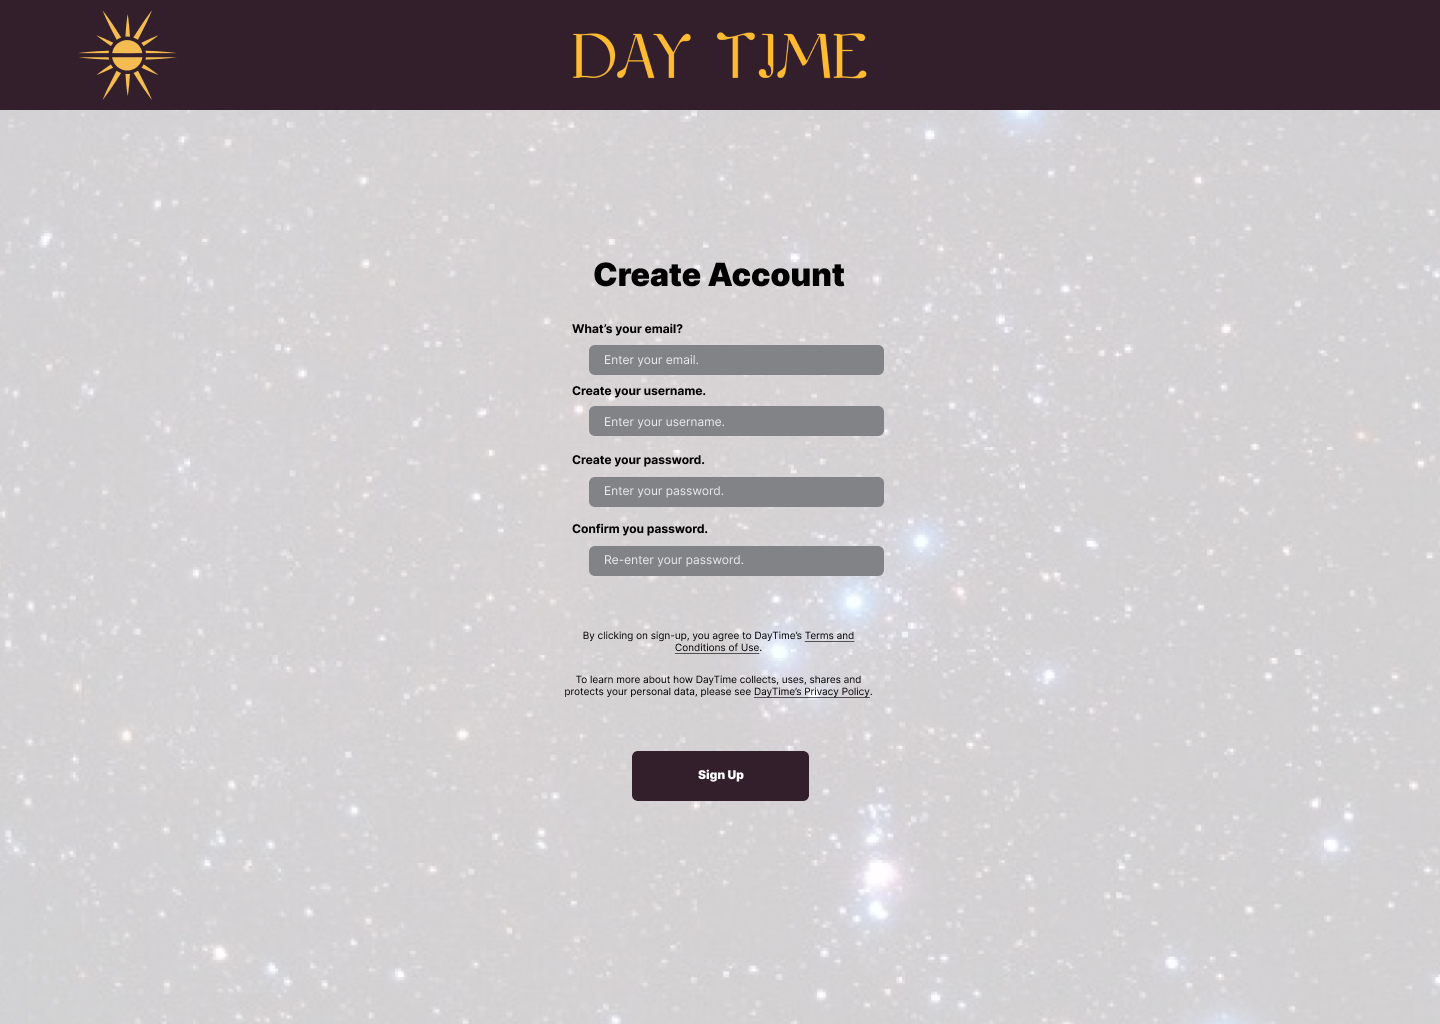 DAY TIME
Create Account
What’s your email?
Enter your email.
Create your username.
Enter your username.
Create your password.
Enter your password.
Confirm you password.
Re-enter your password.
By clicking on sign-up, you agree to DayTime’s Terms and
Conditions of Use.
To learn more about how DayTime collects, uses, shares and
protects your personal data, please see DayTime’s Privacy Policy.
Sign Up